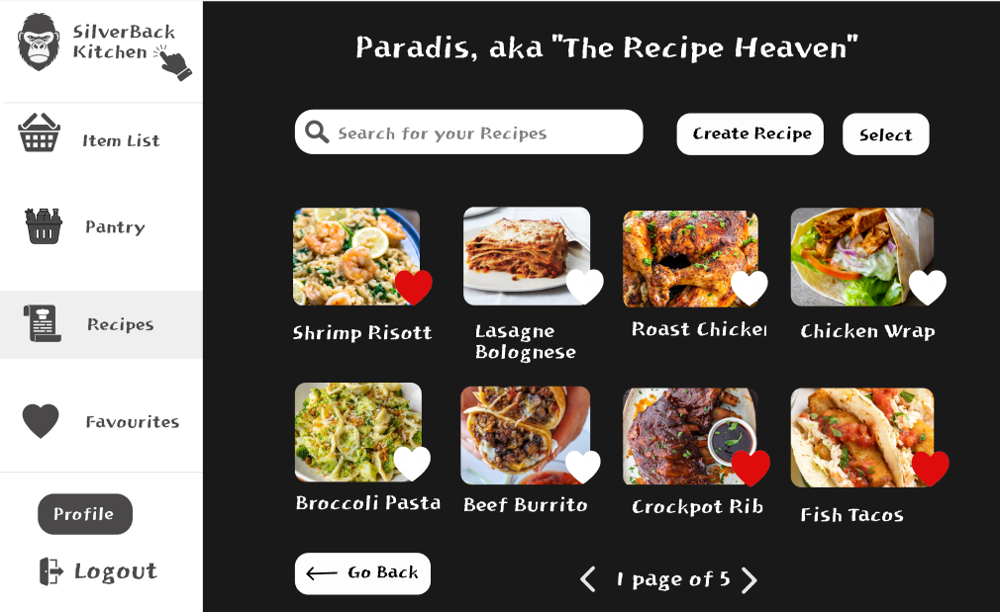 SilverBack
Kitchen
Item List
Pantry
Recipes
Favourites
Profile
Logout
Paradis, aka "The Recipe Heaven"
Search for your Recipes
Create Recipe
Select
Shrimp Risott
Lasagne
Bolognese
Roast Chicker
Chicken Wrap
Broccoli Pasta
Beef Burrito
Crockpot Rib
Fish Tacos
Go Back
1 page of 5